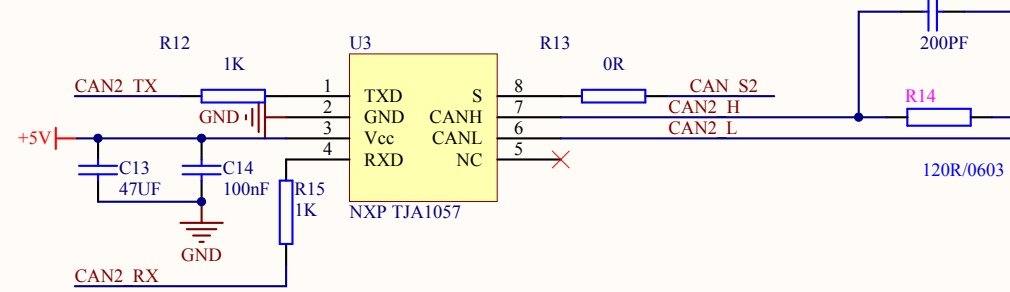 200PF
R12
U3
R13
1K
0R
CAN2_TX
1
TXD
S
8
CAN_S2
R14
GND
2
GND
CANH
7
CAN2_H
+5V
3
Vcc
CANL
6
CAN2_L
4
RXD
NC
5
C13
C14
120R/0603
47UF
100nF
R15
1K
NXP TJA1057
GND
CAN2_RX